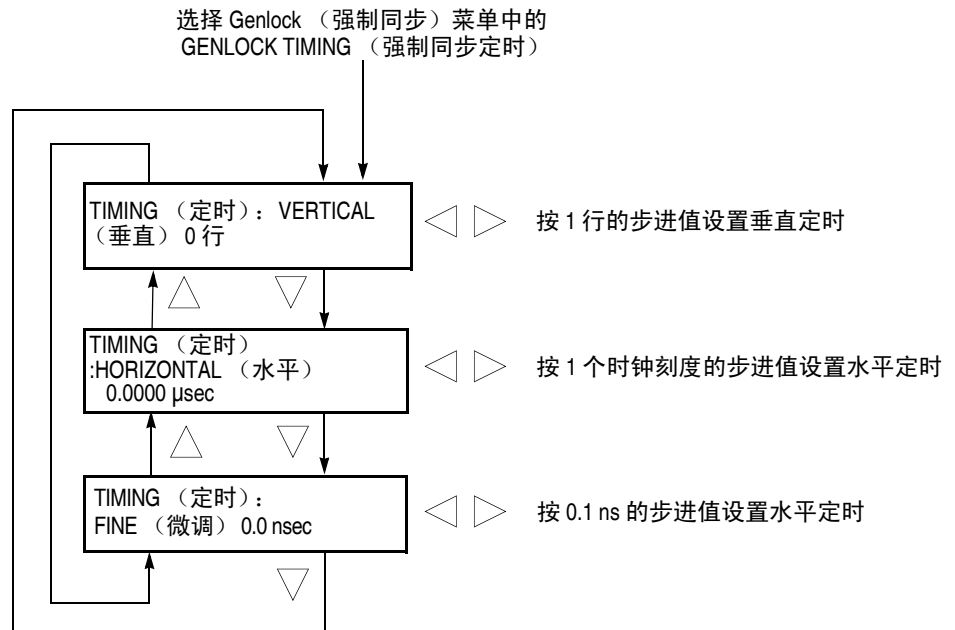 选择 Genlock （强制同步）菜单中的
GENLOCK TIMING （强制同步定时）
TIMING （定时）：VERTICAL
（垂直） 0 行
按 1 行的步进值设置垂直定时
TIMING （定时）
:HORIZONTAL （水平）
0.0000 µsec
按 1 个时钟刻度的步进值设置水平定时
TIMING （定时）：
FINE （微调） 0.0 nsec
按 0.1 ns 的步进值设置水平定时